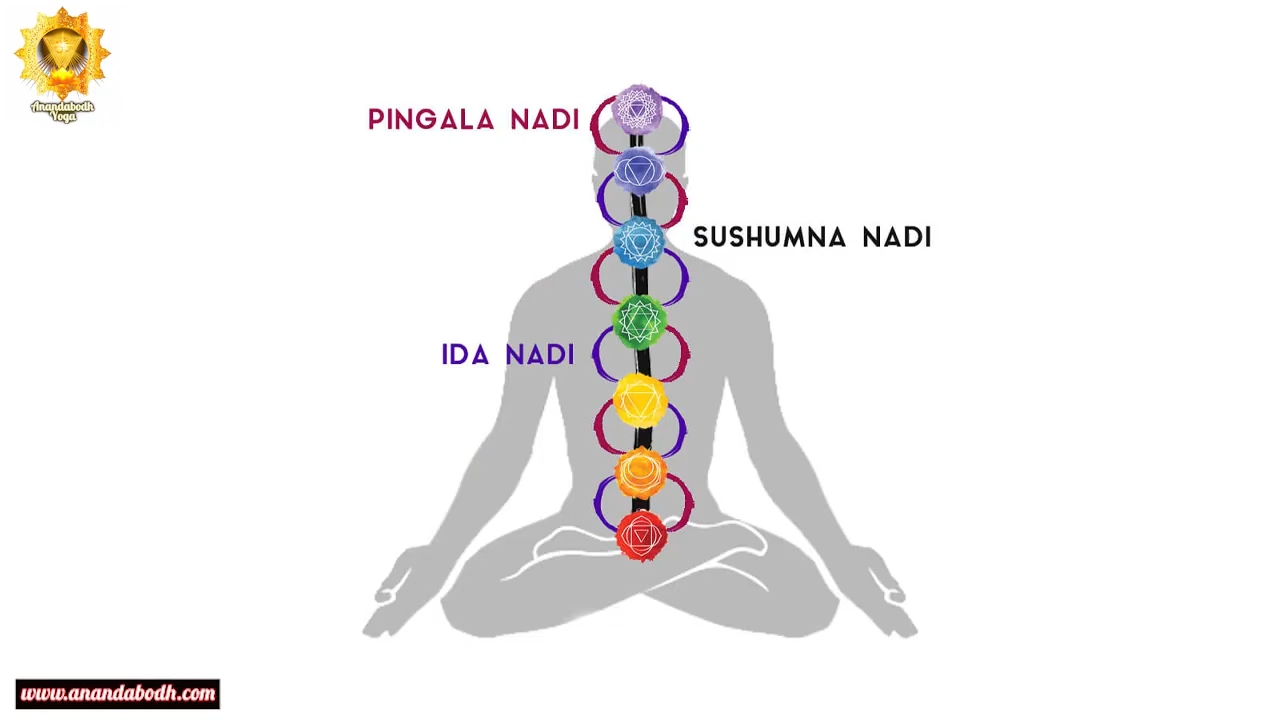 Anandabodh
Yoga
PINGALA NADI
SUSHUMNA NADI
IDA NADI
www.anandabodh.com